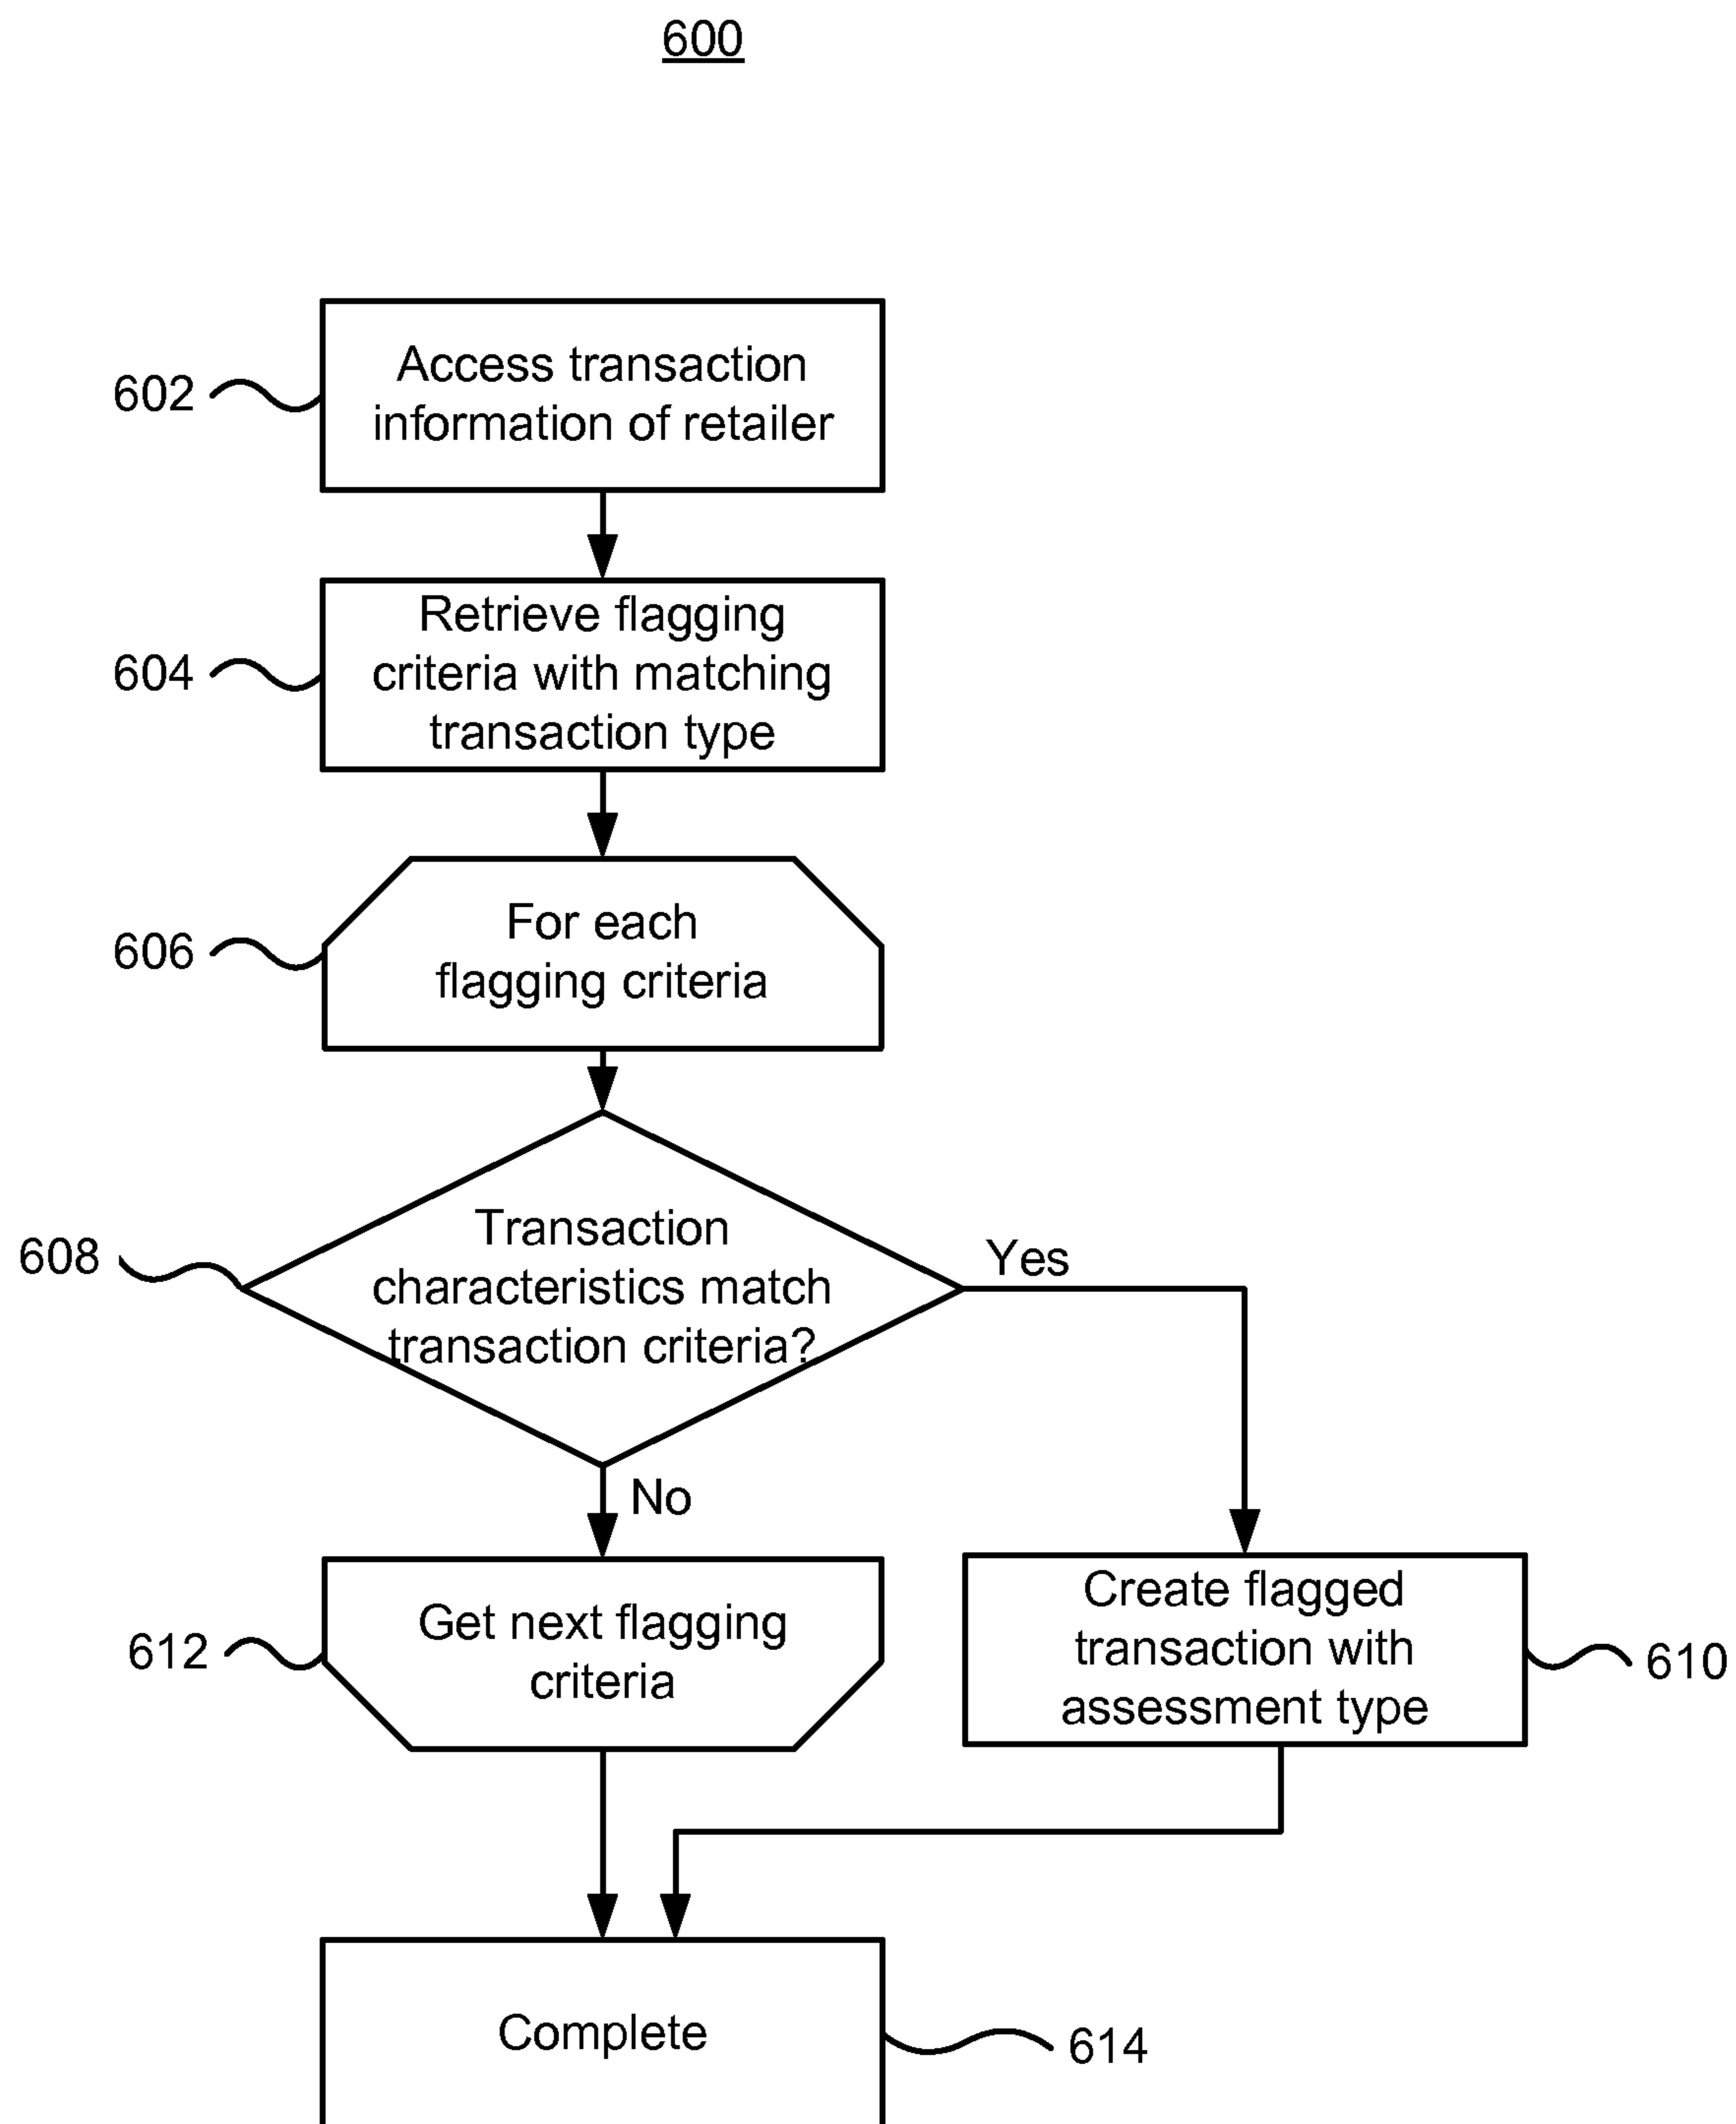 600
602
Access transaction
information of retailer
604
Retrieve flagging
criteria with matching
transaction type
606
For each
flagging criteria
608
Transaction
characteristics match
transaction criteria?
Yes
No
612
Get next flagging
criteria
Create flagged
transaction with
assessment type
610
Complete
614